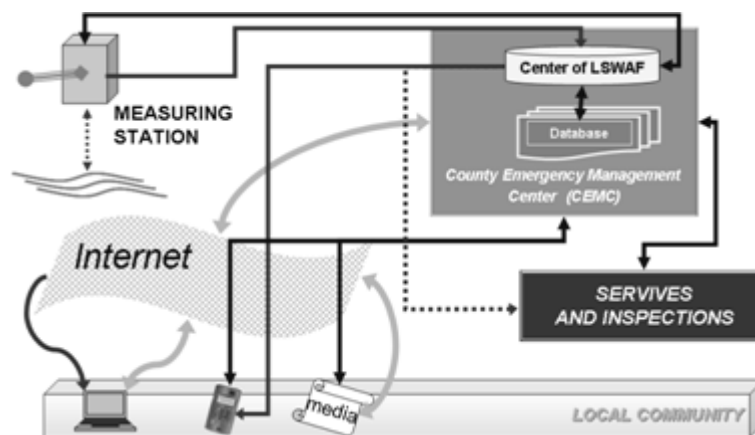 Center of LSWAF
MEASURING
STATION
Database
County Emergency Management
Center (CEMC)
Internet
SERVIVES
AND INSPECTIONS
media
LOCAL COMMUNITY